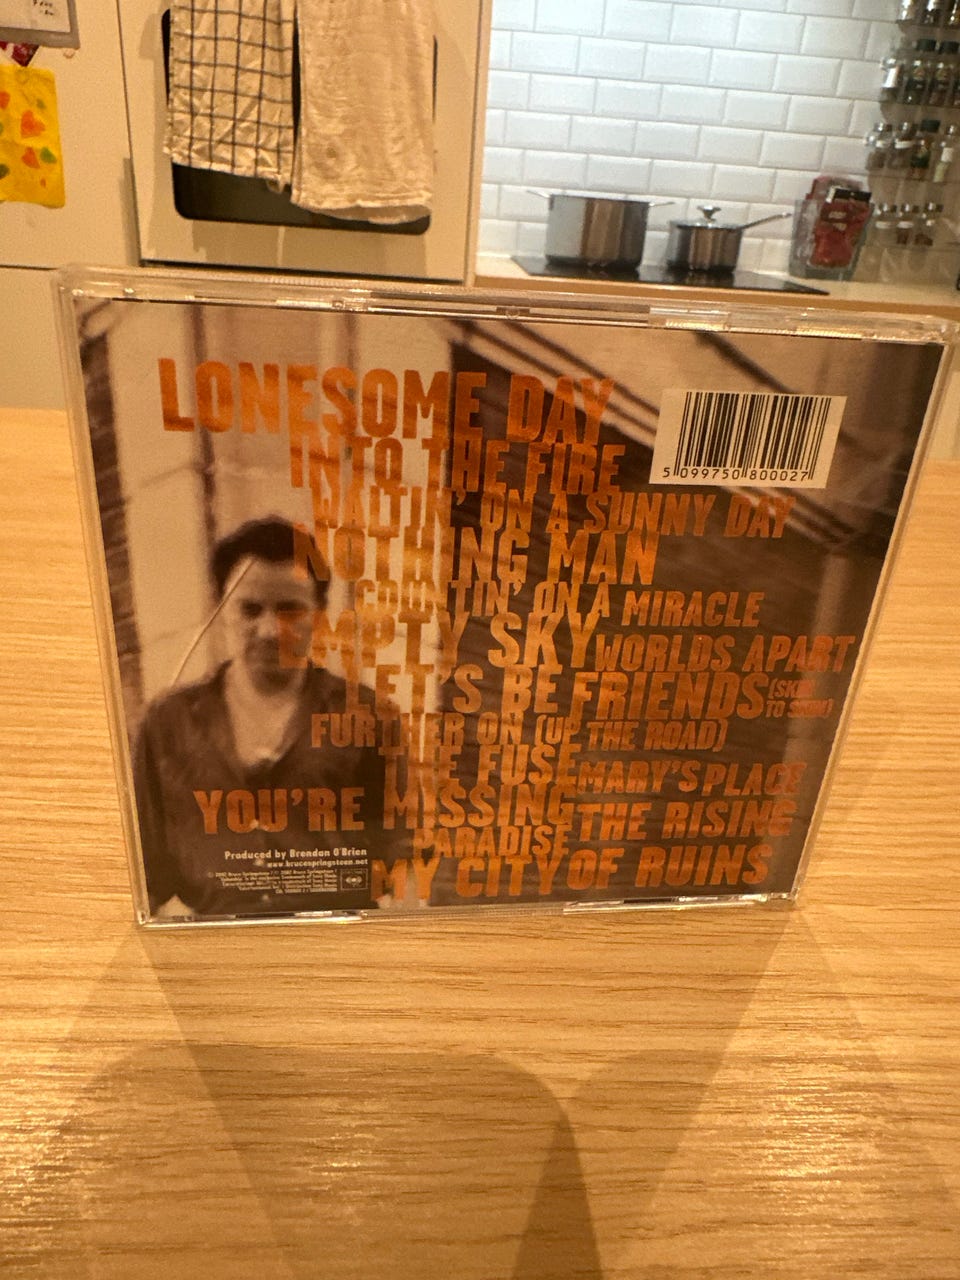 LONESOME DAY
INTO THE FIRE
WAITIN' ON A SUNNY DAY
NOTHING MAN
COUNTIN' ON A MIRACLE
EMPTY SKY WORLDS APART
LET'S BE FRIENDS (SKIN TO SKIN)
FURTHER ON (UP THE ROAD)
THE FUSE MARY'S PLACE
YOU'RE MISSING THE RISING
PARADISE
MY CITY OF RUINS
5 099750 800027
Produced by Brendan O'Brien
www.brucespringsteen.net